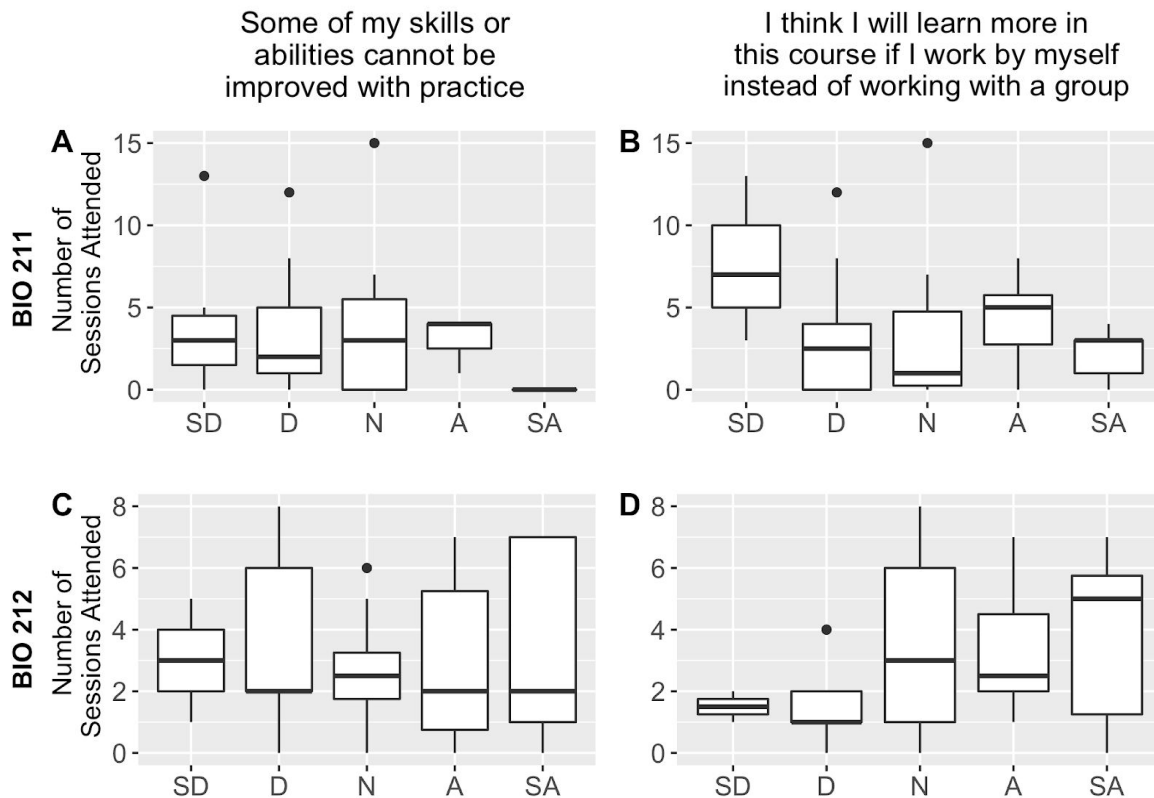 Some of my skills or
abilities cannot be
improved with practice
I think I will learn more in
this course if I work by myself
instead of working with a group
A
B
BIO 211
Number of
Sessions Attended
15
10
5
0
SD D N A SA
15
10
5
0
SD D N A SA
C
D
BIO 212
Number of
Sessions Attended
8
6
4
2
0
SD D N A SA
8
6
4
2
0
SD D N A SA